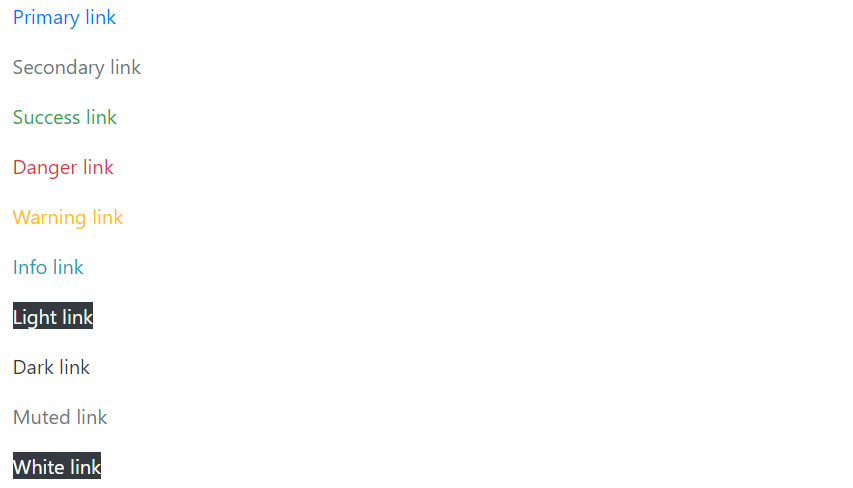 Primary link
Secondary link
Success link
Danger link
Warning link
Info link
Light link
Dark link
Muted link
White link